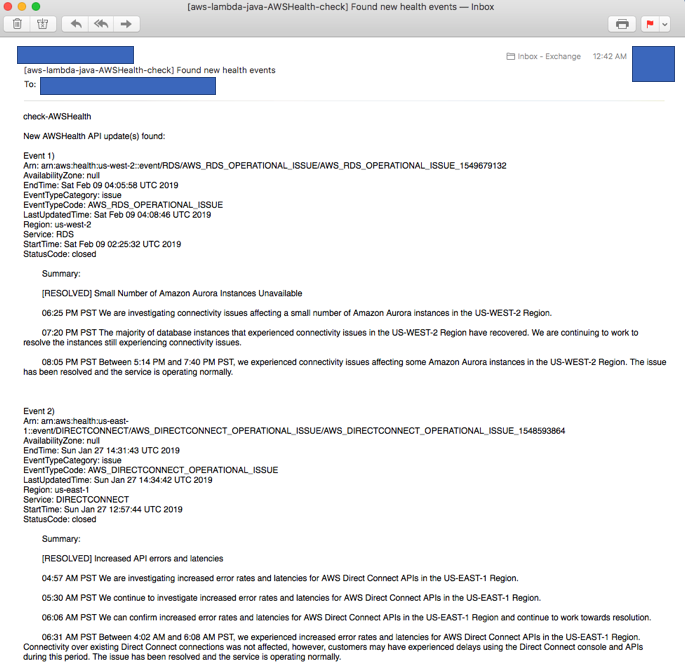 [aws-lambda-java-AWSHealth-check] Found new health events — Inbox
Inbox - Exchange 12:42 AM
[aws-lambda-java-AWSHealth-check] Found new health events
To:
check-AWSHealth
New AWSHealth API update(s) found:
Event 1)
Arn: arn:aws:health:us-west-2::event/RDS/AWS_RDS_OPERATIONAL_ISSUE/AWS_RDS_OPERATIONAL_ISSUE_1549679132
AvailabilityZone: null
EndTime: Sat Feb 09 04:05:58 UTC 2019
EventTypeCategory: issue
EventTypeCode: AWS_RDS_OPERATIONAL_ISSUE
LastUpdatedTime: Sat Feb 09 04:08:46 UTC 2019
Region: us-west-2
Service: RDS
StartTime: Sat Feb 09 02:25:32 UTC 2019
StatusCode: closed
Summary:
[RESOLVED] Small Number of Amazon Aurora Instances Unavailable
06:25 PM PST We are investigating connectivity issues affecting a small number of Amazon Aurora instances in the US-WEST-2 Region.
07:20 PM PST The majority of database instances that experienced connectivity issues in the US-WEST-2 Region have recovered. We are continuing to work to
resolve the instances still experiencing connectivity issues.
08:05 PM PST Between 5:14 PM and 7:40 PM PST, we experienced connectivity issues affecting some Amazon Aurora instances in the US-WEST-2 Region. The issue
has been resolved and the service is operating normally.
Event 2)
Arn: arn:aws:health:us-east-
1::event/DIRECTCONNECT/AWS_DIRECTCONNECT_OPERATIONAL_ISSUE/AWS_DIRECTCONNECT_OPERATIONAL_ISSUE_1548593864
AvailabilityZone: null
EndTime: Sun Jan 27 14:31:43 UTC 2019
EventTypeCategory: issue
EventTypeCode: AWS_DIRECTCONNECT_OPERATIONAL_ISSUE
LastUpdatedTime: Sun Jan 27 14:34:42 UTC 2019
Region: us-east-1
Service: DIRECTCONNECT
StartTime: Sun Jan 27 12:57:44 UTC 2019
StatusCode: closed
Summary:
[RESOLVED] Increased API errors and latencies
04:57 AM PST We are investigating increased error rates and latencies for AWS Direct Connect APIs in the US-EAST-1 Region.
05:30 AM PST We continue to investigate increased error rates and latencies for AWS Direct Connect APIs in the US-EAST-1 Region.
06:06 AM PST We can confirm increased error rates and latencies for AWS Direct Connect APIs in the US-EAST-1 Region and continue to work towards resolution.
06:31 AM PST Between 4:02 AM and 6:08 AM PST, we experienced increased error rates and latencies for AWS Direct Connect APIs in the US-EAST-1 Region.
Connectivity over existing Direct Connect connections was not affected, however, customers may have experienced delays using the Direct Connect console and APIs
during this period. The issue has been resolved and the service is operating normally.